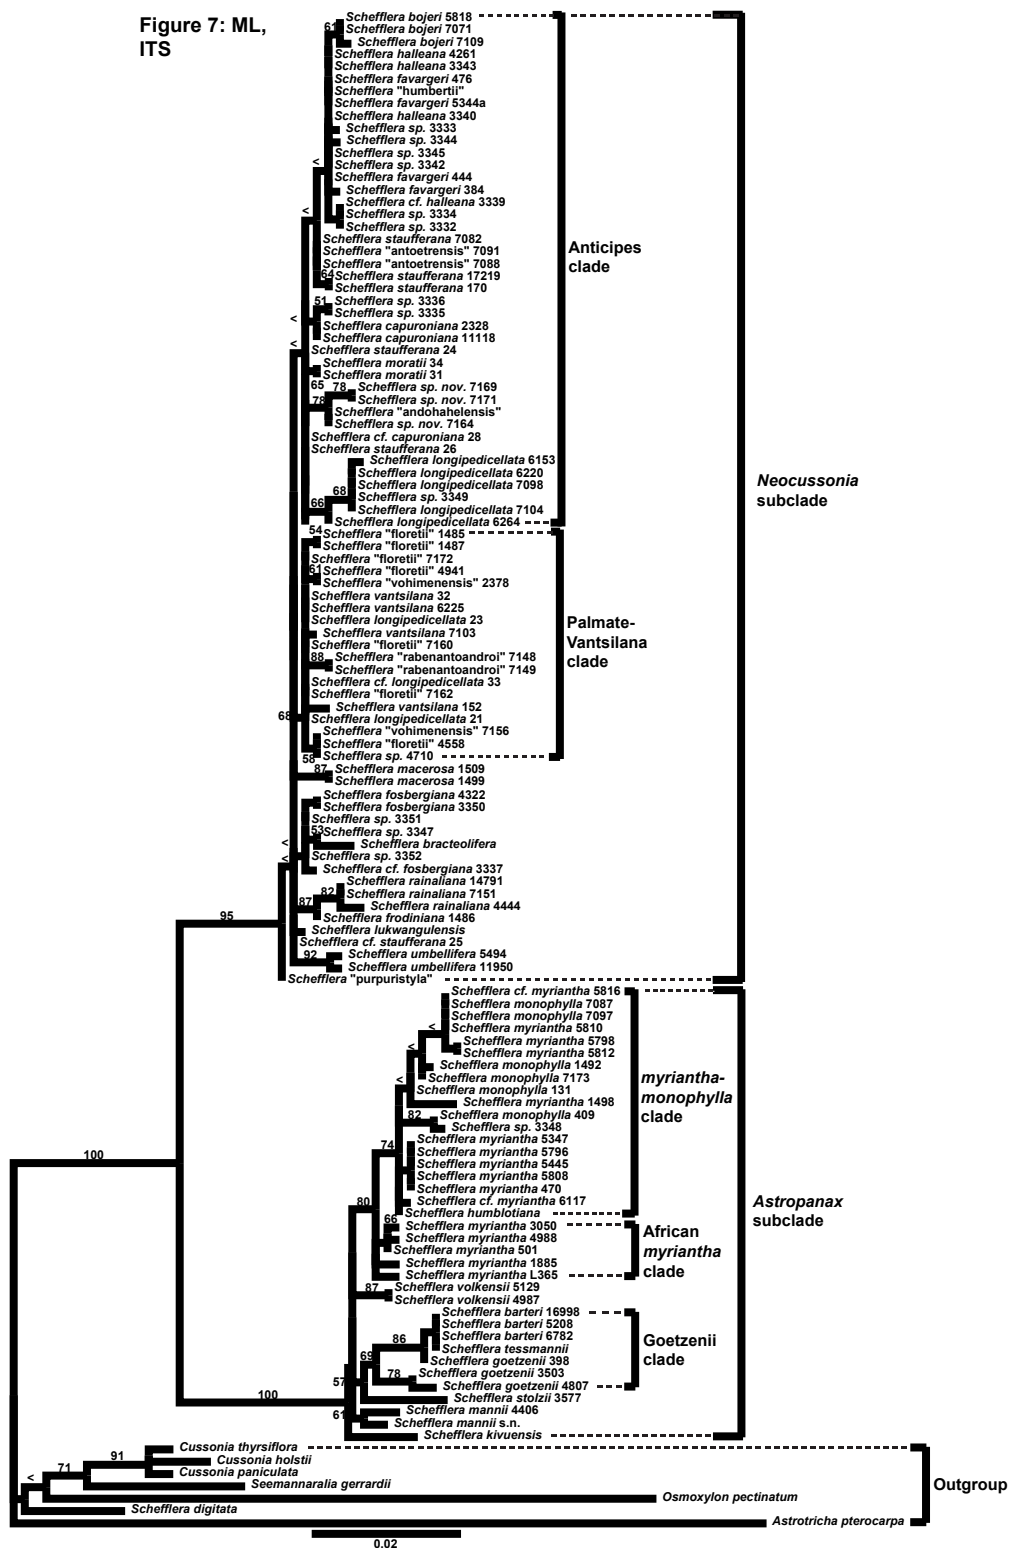 Figure 7: ML,
ITS
Schefflera bojeri 5818
61
Schefflera bojeri 7071
Schefflera bojeri 7109
Schefflera halleana 4261
Schefflera halleana 3343
Schefflera favargeri 476
Schefflera "humbertii"
Schefflera favargeri 5344a
Schefflera halleana 3340
Schefflera sp. 3333
Schefflera sp. 3344
Schefflera sp. 3345
<
Schefflera sp. 3342
Schefflera favargeri 444
Schefflera favargeri 384
Schefflera cf. halleana 3339
<
Schefflera sp. 3334
Schefflera sp. 3332
Schefflera staufferana 7082
Schefflera "antoetrensis" 7091
Anticipes
clade
Schefflera "antoetrensis" 7088
64
Schefflera staufferana 17219
Schefflera staufferana 170
51
Schefflera sp. 3336
Schefflera sp. 3335
<
Schefflera capuroniana 2328
Schefflera capuroniana 11118
<
Schefflera staufferana 24
Schefflera moratii 34
Schefflera moratii 31
65
78
Schefflera sp. nov. 7169
78
Schefflera sp. nov. 7171
Schefflera "andohahelensis"
Schefflera sp. nov. 7164
Schefflera cf. capuroniana 28
Schefflera staufferana 26
Schefflera longipedicellata 6153
Schefflera longipedicellata 6220
Neocussonia
subclade
Schefflera longipedicellata 7098
68
Schefflera sp. 3349
66
Schefflera longipedicellata 7104
Schefflera longipedicellata 6264
54
Schefflera "floretii" 1485
Schefflera "floretii" 1487
Schefflera "floretii" 7172
61
Schefflera "floretii" 4941
Schefflera "vohimenensis" 2378
Schefflera vantsilana 32
Schefflera vantsilana 6225
Schefflera longipedicellata 23
Palmate-
Vantsilana
clade
Schefflera vantsilana 7103
Schefflera "floretii" 7160
88
Schefflera "rabenantoandroi" 7148
Schefflera "rabenantoandroi" 7149
Schefflera cf. longipedicellata 33
Schefflera "floretii" 7162
Schefflera vantsilana 152
68
Schefflera longipedicellata 21
Schefflera "vohimenensis" 7156
Schefflera "floretii" 4558
58
Schefflera sp. 4710
87
Schefflera macerosa 1509
Schefflera macerosa 1499
Schefflera fosbergiana 4322
Schefflera fosbergiana 3350
Schefflera sp. 3351
53
Schefflera sp. 3347
<
Schefflera bracteolifera
<
Schefflera sp. 3352
Schefflera cf. fosbergiana 3337
Schefflera rainaliana 14791
82
Schefflera rainaliana 7151
87
Schefflera rainaliana 4444
95
Schefflera frodiniana 1486
Schefflera lukwangulensis
Schefflera cf. staufferana 25
92
Schefflera umbellifera 5494
Schefflera umbellifera 11950
Schefflera "purpuristyla"
Schefflera cf. myriantha 5816
Schefflera monophylla 7087
Schefflera monophylla 7097
<
Schefflera myriantha 5810
Schefflera myriantha 5798
<
Schefflera myriantha 5812
Schefflera monophylla 1492
<
Schefflera monophylla 7173
myriantha-
monophylla
clade
Schefflera monophylla 131
Schefflera myriantha 1498
82
Schefflera monophylla 409
Schefflera sp. 3348
74
Schefflera myriantha 5347
Schefflera myriantha 5796
100
Schefflera myriantha 5445
Schefflera myriantha 5808
Schefflera myriantha 470
80
Schefflera cf. myriantha 6117
Schefflera humblotiana
Astropanax
subclade
66
Schefflera myriantha 3050
Schefflera myriantha 4988
Schefflera myriantha 501
African
myriantha
clade
Schefflera myriantha 1885
Schefflera myriantha L365
87
Schefflera volkensii 5129
Schefflera volkensii 4987
Schefflera barteri 16998
Schefflera barteri 5208
86
Schefflera barteri 6782
Schefflera tessmannii
69
Schefflera goetzenii 398
Goetzenii
clade
78
Schefflera goetzenii 3503
57
Schefflera goetzenii 4807
100
Schefflera stolzii 3577
61
Schefflera mannii 4406
Schefflera mannii s.n.
Schefflera kivuensis
Cussonia thyrsiflora
91
Cussonia holstii
71
Cussonia paniculata
<
Seemannaralia gerrardii
Outgroup
Osmoxylon pectinatum
Schefflera digitata
Astrotricha pterocarpa
0.02